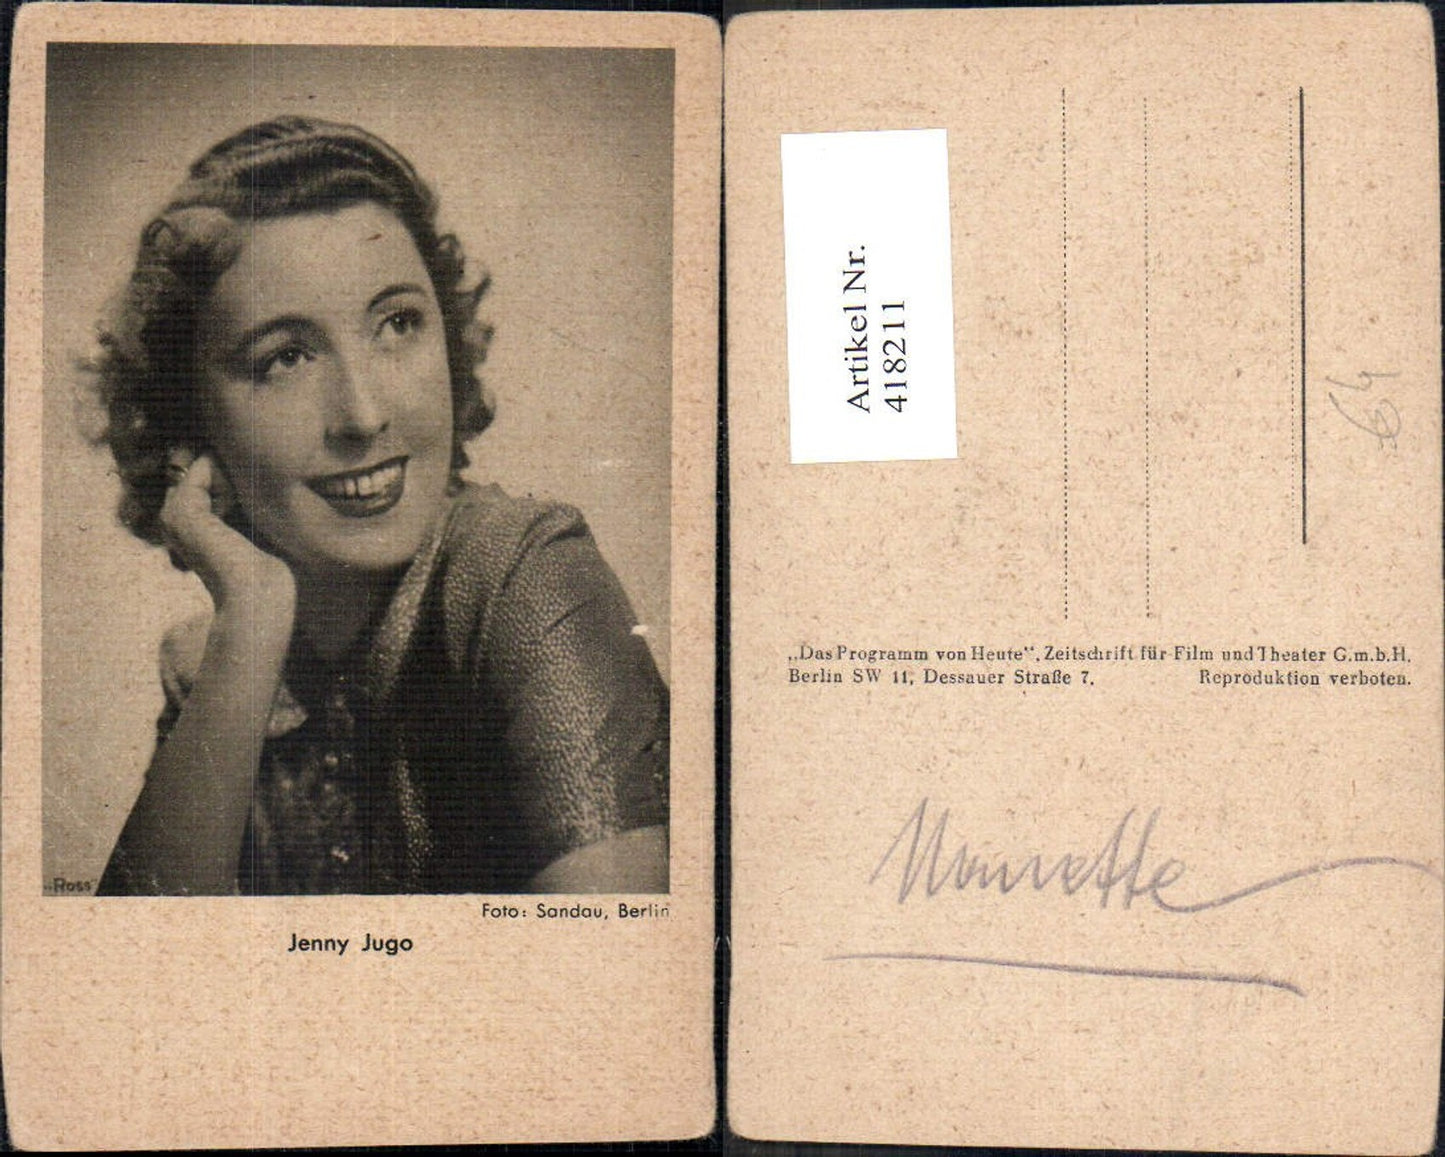 „Ross"
Foto: Sandau, Berlin
Jenny Jugo
Artikel Nr.
418211
64
„Das Programm von Heute", Zeitschrift für Film und Theater G.m.b.H.
Berlin SW 11, Dessauer Straße 7. Reproduktion verboten.